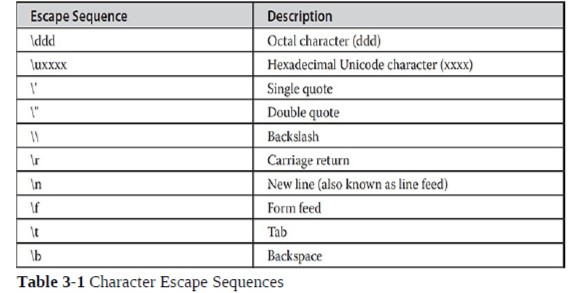 Escape Sequence Description
\ddd Octal character (ddd)
\uxxxx Hexadecimal Unicode character (xxxx)
\' Single quote
\" Double quote
\\ Backslash
\r Carriage return
\n New line (also known as line feed)
\f Form feed
\t Tab
\b Backspace
Table 3-1 Character Escape Sequences